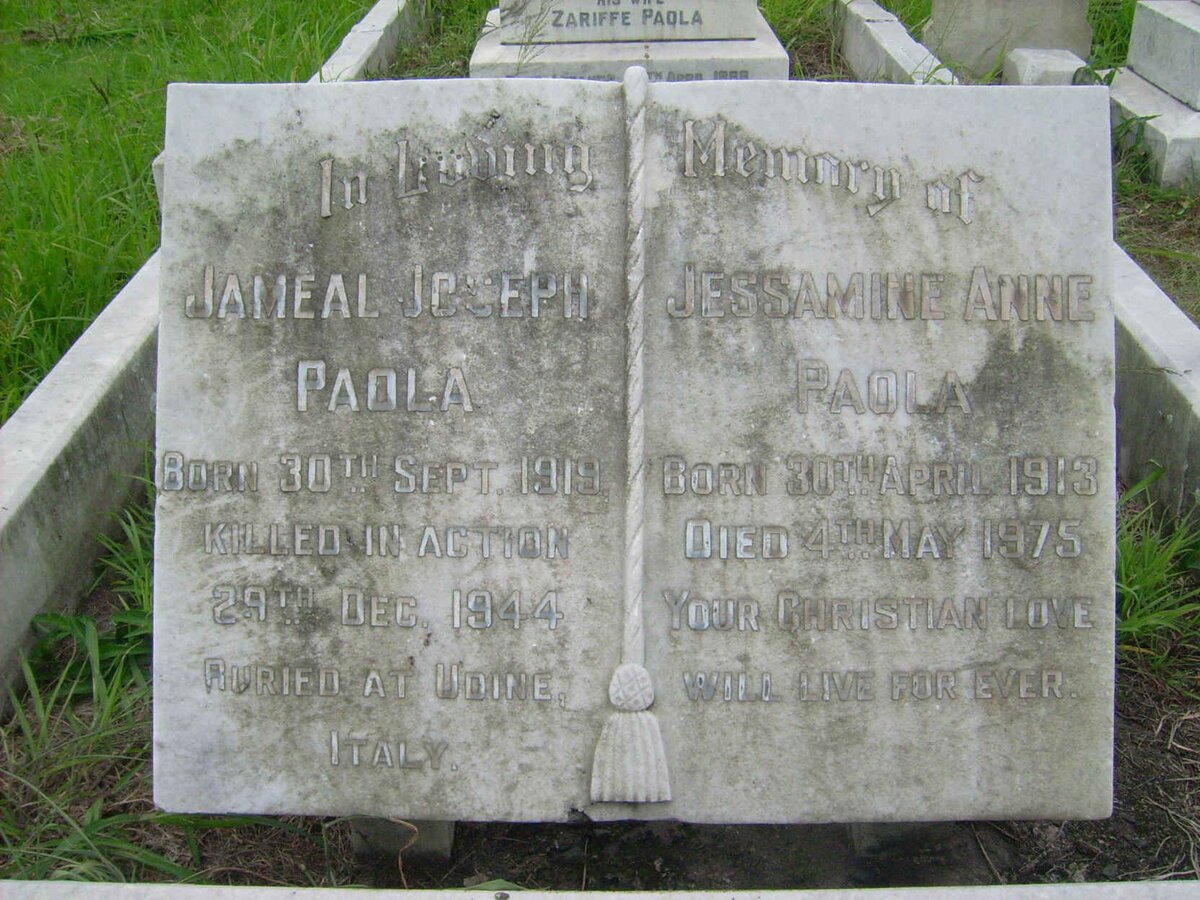 HIS WIFE
ZARIFFE PAOLA
APRIL
In Loving Memory of
JAMEAL JOSEPH
PAOLA
BORN 30TH SEPT. 1919,
KILLED IN ACTION
29TH DEC. 1944
BURIED AT UDINE,
ITALY.
JESSAMINE ANNE
PAOLA
BORN 30TH APRIL 1913
DIED 4TH MAY 1975
YOUR CHRISTIAN LOVE
WILL LIVE FOR EVER.